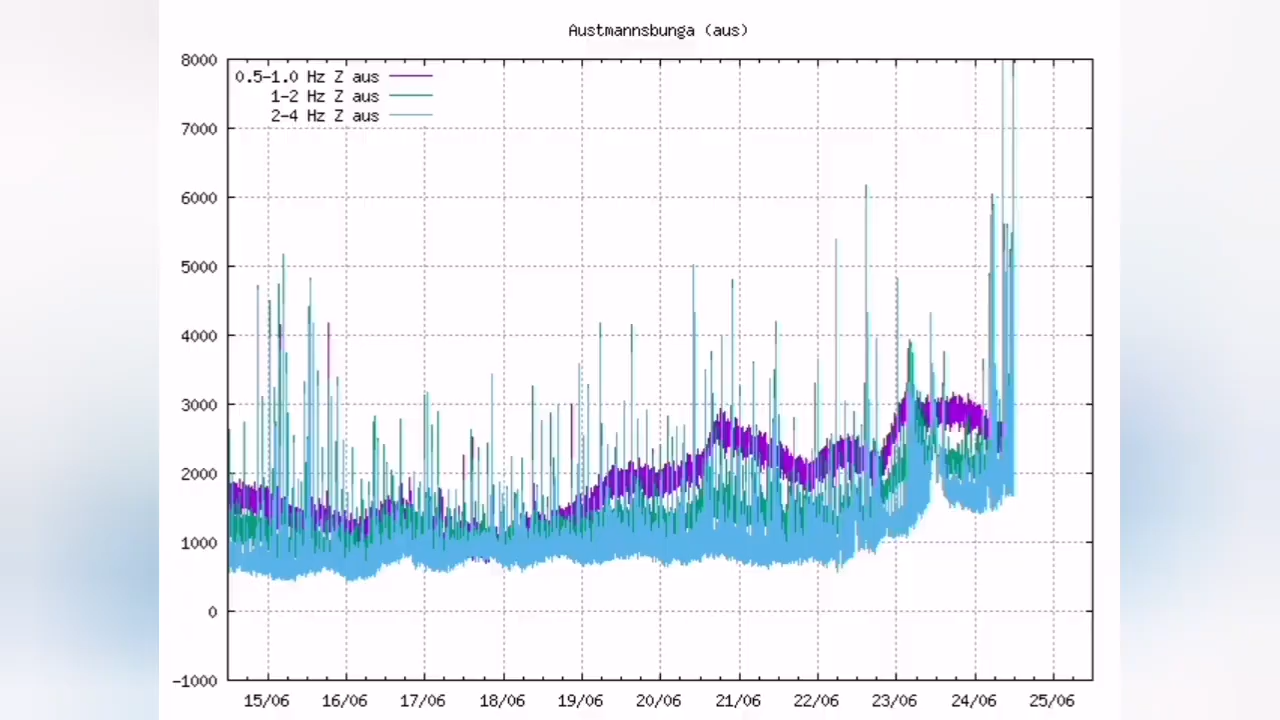 Austmannsbunga (aus)
8000
0.5-1.0 Hz Z aus
1-2 Hz Z aus
2-4 Hz Z aus
7000
6000
5000
4000
3000
2000
1000
0
-1000
15/06 16/06 17/06 18/06 19/06 20/06 21/06 22/06 23/06 24/06 25/06